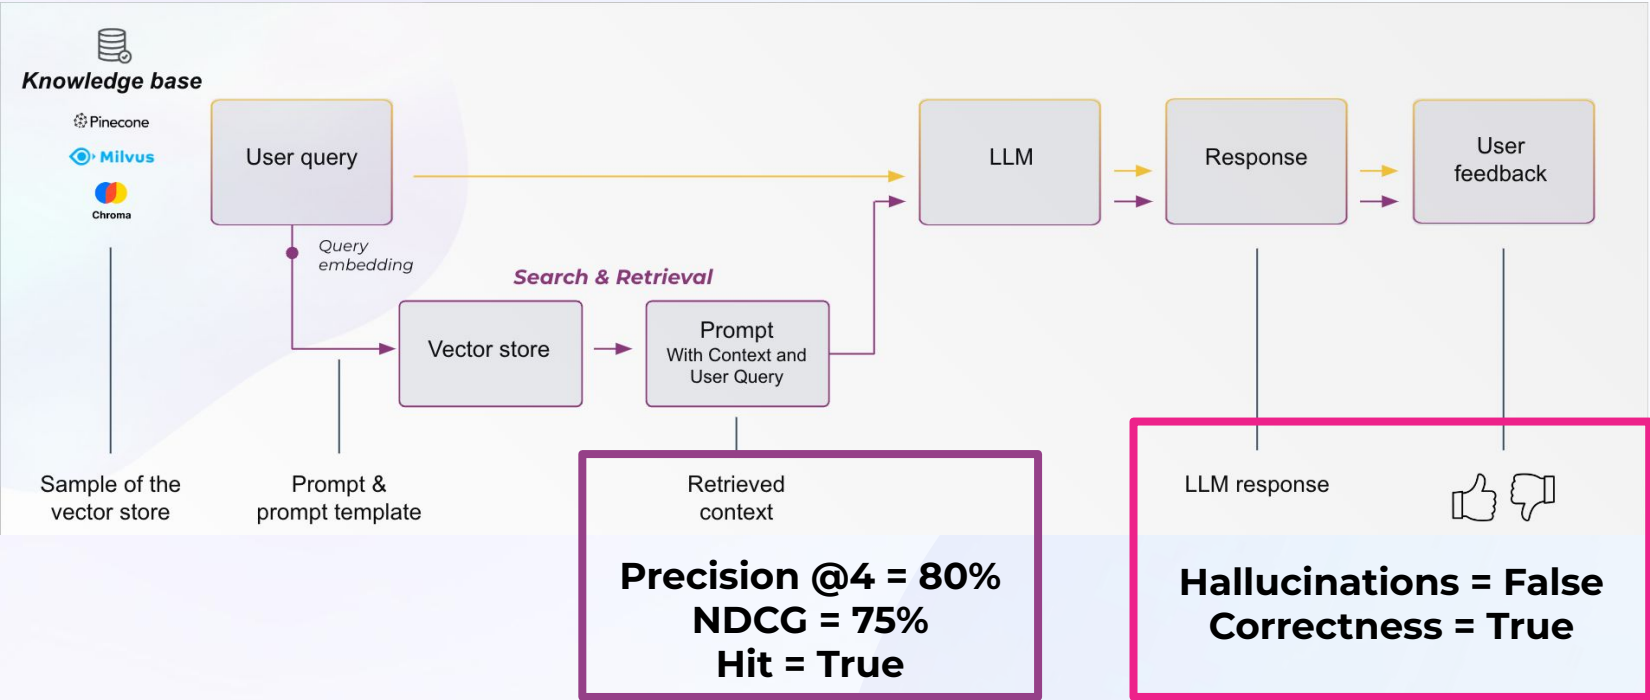 Knowledge base
Pinecone
Milvus
Chroma
User query
LLM
Response
User
feedback
Query
embedding
Search & Retrieval
Vector store
Prompt
With Context and
User Query
Sample of the
vector store
Prompt &
prompt template
Retrieved
context
LLM response
Precision @4 = 80%
NDCG = 75%
Hit = True
Hallucinations = False
Correctness = True